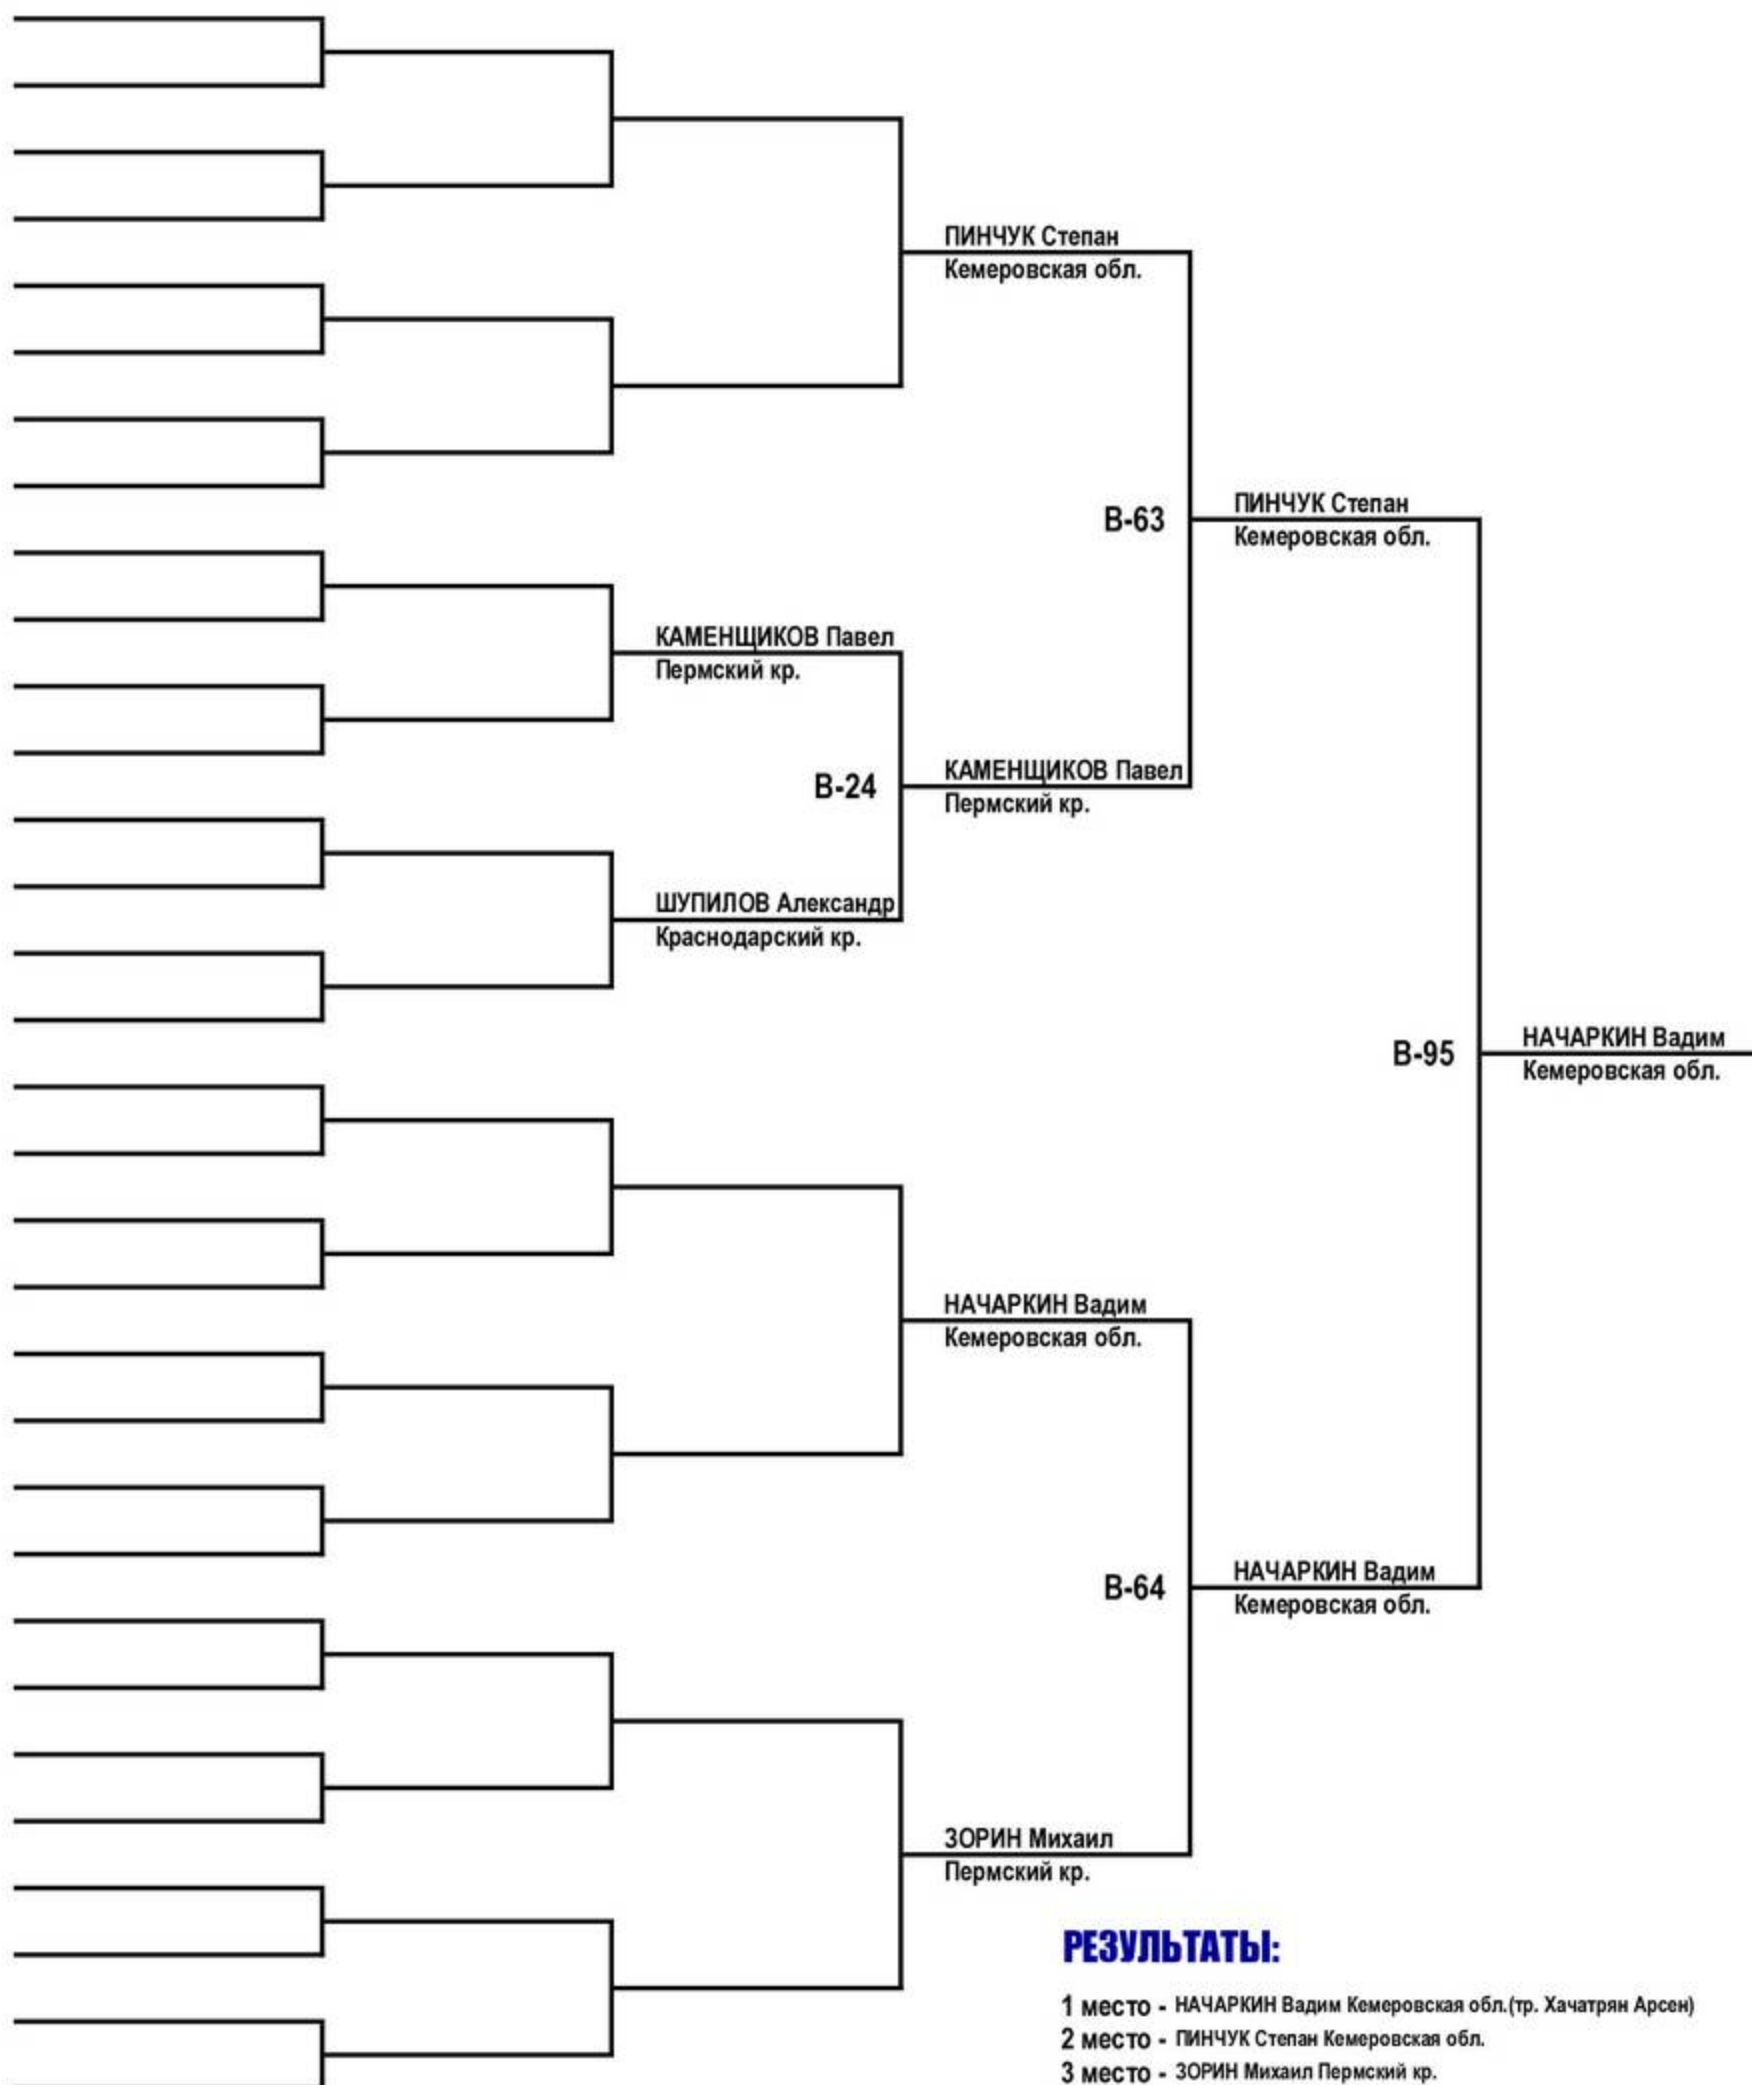 ПИНЧУК Степан
Кемеровская обл.
В-63
ПИНЧУК Степан
Кемеровская обл.
КАМЕНЩИКОВ Павел
Пермский кр.
В-24
КАМЕНЩИКОВ Павел
Пермский кр.
ШУПИЛОВ Александр
Краснодарский кр.
В-95
НАЧАРКИН Вадим
Кемеровская обл.
НАЧАРКИН Вадим
Кемеровская обл.
В-64
НАЧАРКИН Вадим
Кемеровская обл.
ЗОРИН Михаил
Пермский кр.
РЕЗУЛЬТАТЫ:
1 место - НАЧАРКИН Вадим Кемеровская обл.(тр. Хачатрян Арсен)
2 место - ПИНЧУК Степан Кемеровская обл.
3 место - ЗОРИН Михаил Пермский кр.